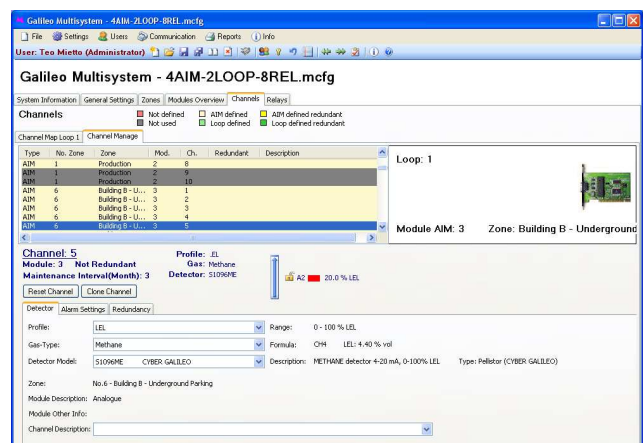 Galileo Multisystem - 4AIM-2LOOP-8REL.mcfg
File Settings Users Communication Reports Info
User: Teo Mietto (Administrator)
Galileo Multisystem - 4AIM-2LOOP-8REL.mcfg
System Information General Settings Zones Modules Overview Channels Relays
Channels Not defined AIM defined AIM defined redundant
Not used Loop defined Loop defined redundant
Channel Map Loop 1 Channel Manage
Type No. Zone Zone Mod. Ch. Redundant Description
AIM 1 Production 2 8
AIM 1 Production 2 9
AIM 1 Production 2 10
AIM 6 Building B - U... 3 1
AIM 6 Building B - U... 3 2
AIM 6 Building B - U... 3 3
AIM 6 Building B - U... 3 4
AIM 6 Building B - U... 3 5
Loop: 1
Module AIM: 3 Zone: Building B - Underground
Channel: 5 Profile: LEL
Module: 3 Not Redundant Gas: Methane
Maintenance Interval(Month): 3 Detector: S1096ME
A2 20.0 % LEL
Reset Channel Clone Channel
Detector Alarm Settings Redundancy
Profile: LEL Range: 0 - 100 % LEL
Gas-Type: Methane Formula: CH4 LEL: 4.40 % vol
Detector Model: S1096ME CYBER GALILEO Description: METHANE detector 4-20 mA, 0-100% LEL Type: Pellistor (CYBER GALILEO)
Zone: No.6 - Building B - Underground Parking
Module Description: Analogue
Module Other Info:
Channel Description: